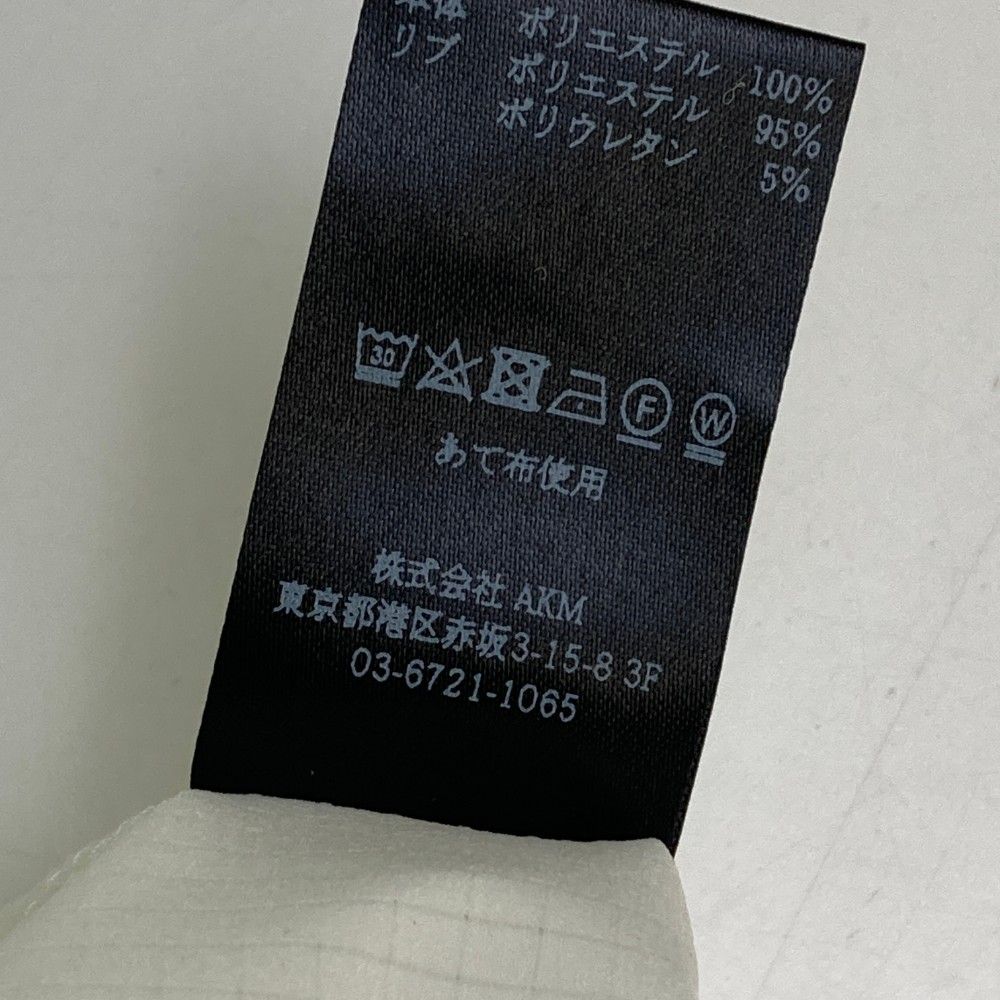 本体 ポリエステル 100%
リブ ポリエステル 95%
ポリウレタン 5%
30 F W
あて布使用
株式会社 AKM
東京都港区赤坂3-15-8 3F
03-6721-1065